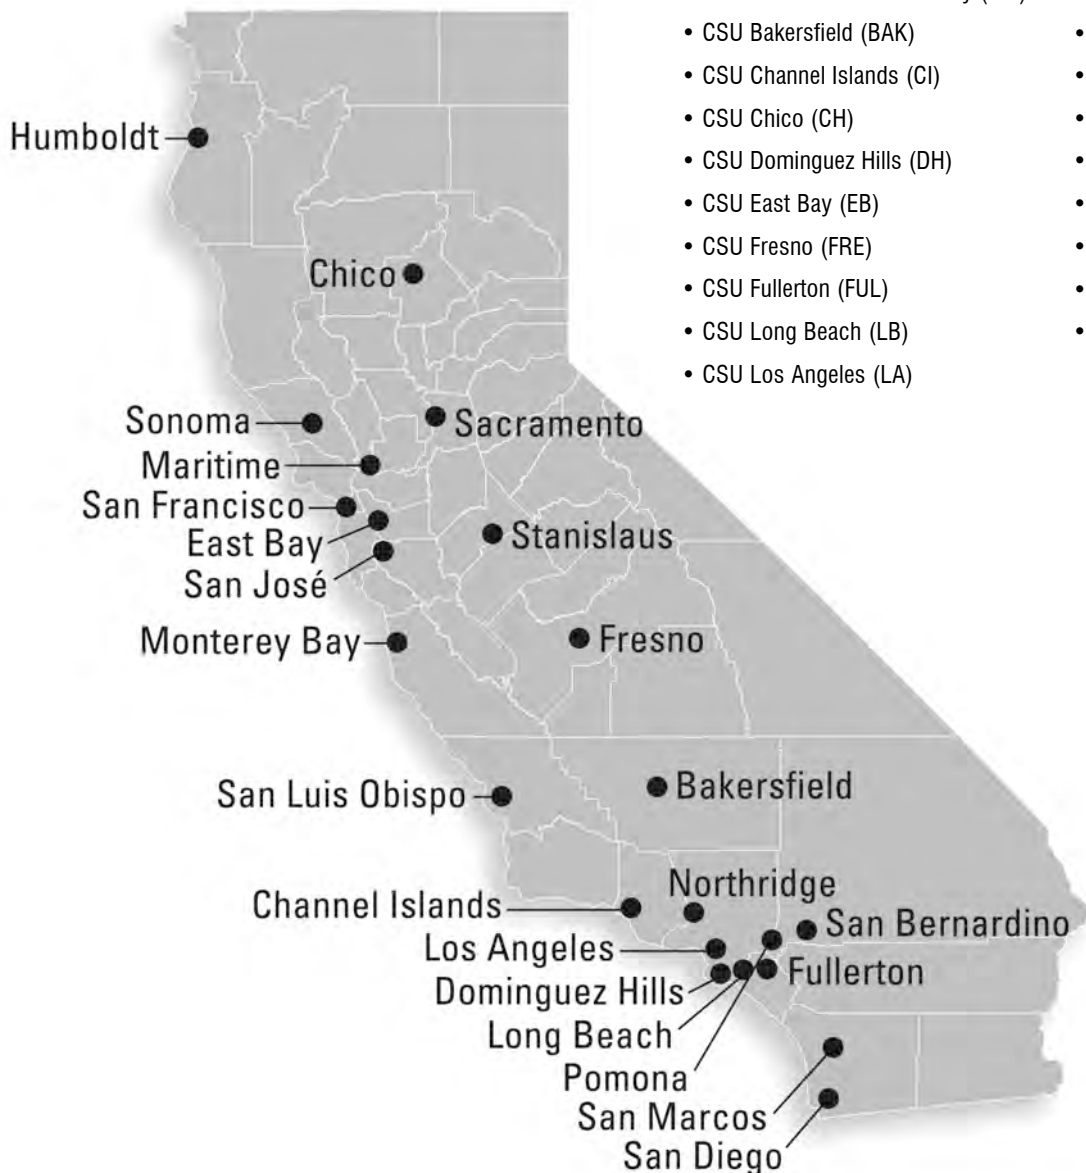 • CSU Bakersfield (BAK)
• CSU Channel Islands (CI)
• CSU Chico (CH)
• CSU Dominguez Hills (DH)
• CSU East Bay (EB)
• CSU Fresno (FRE)
• CSU Fullerton (FUL)
• CSU Long Beach (LB)
• CSU Los Angeles (LA)
Humboldt
Chico
Sonoma
Sacramento
Maritime
San Francisco
East Bay
Stanislaus
San José
Monterey Bay
Fresno
San Luis Obispo
Bakersfield
Northridge
Channel Islands
San Bernardino
Los Angeles
Fullerton
Dominguez Hills
Long Beach
Pomona
San Marcos
San Diego